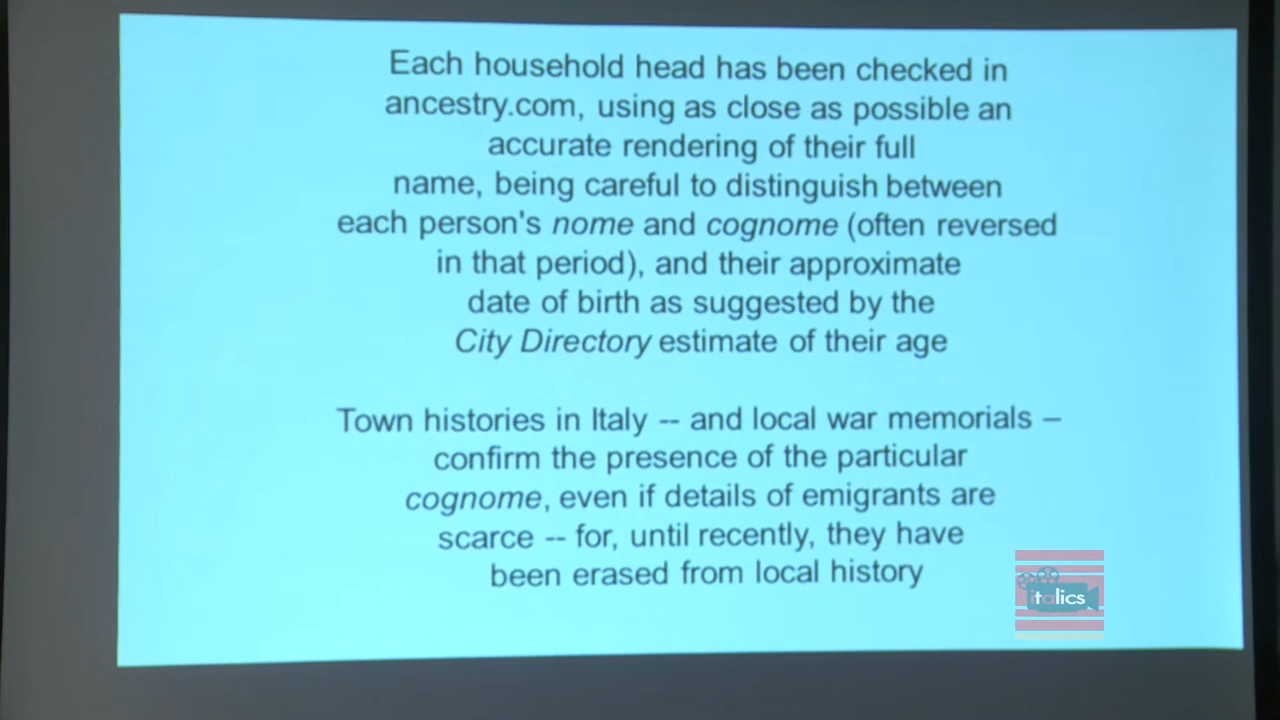 Each household head has been checked in
ancestry.com, using as close as possible an
accurate rendering of their full
name, being careful to distinguish between
each person's nome and cognome (often reversed
in that period), and their approximate
date of birth as suggested by the
City Directory estimate of their age
Town histories in Italy -- and local war memorials –
confirm the presence of the particular
cognome, even if details of emigrants are
scarce -- for, until recently, they have
been erased from local history
italics